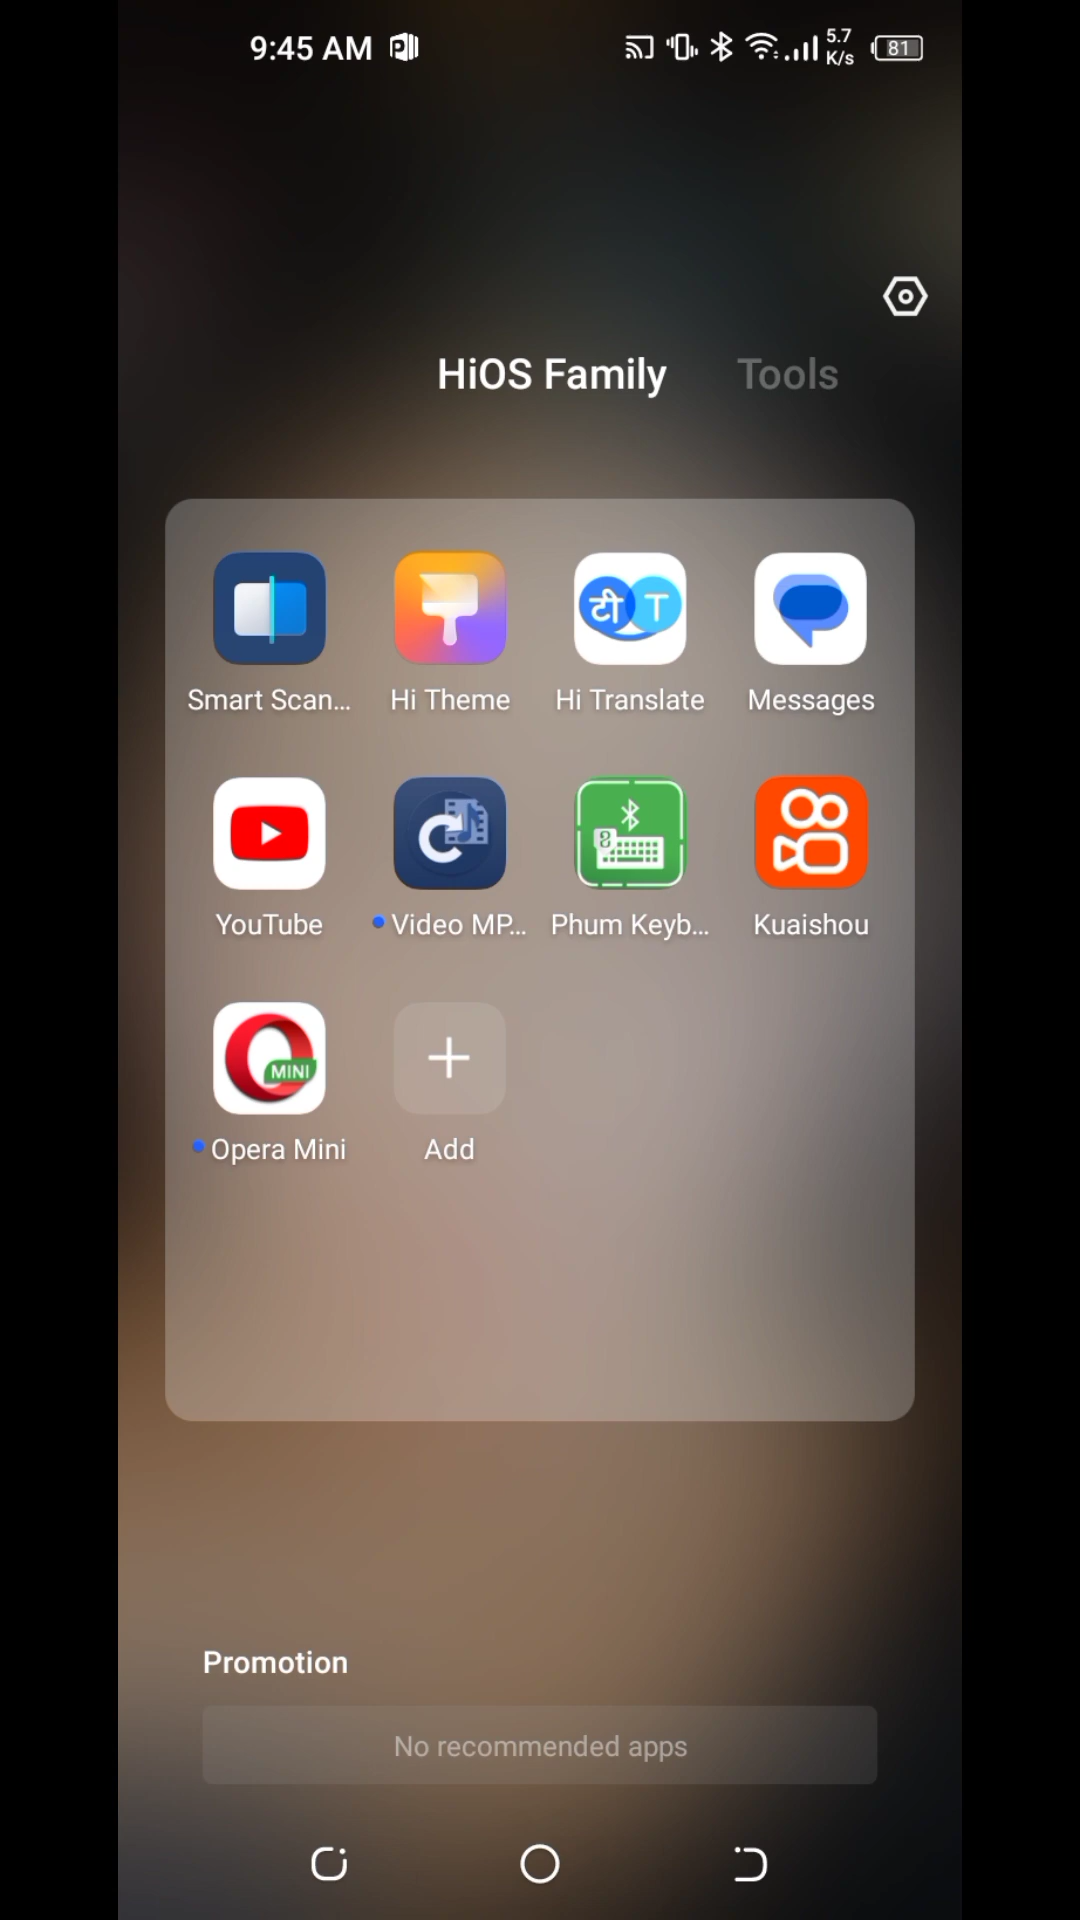 9:45 AM
5.7
K/s
81
HiOS Family
Tools
टी T
Smart Scan...
Hi Theme
Hi Translate
Messages
YouTube
Video MP...
Phum Keyb...
Kuaishou
MINI
Opera Mini
Add
Promotion
No recommended apps